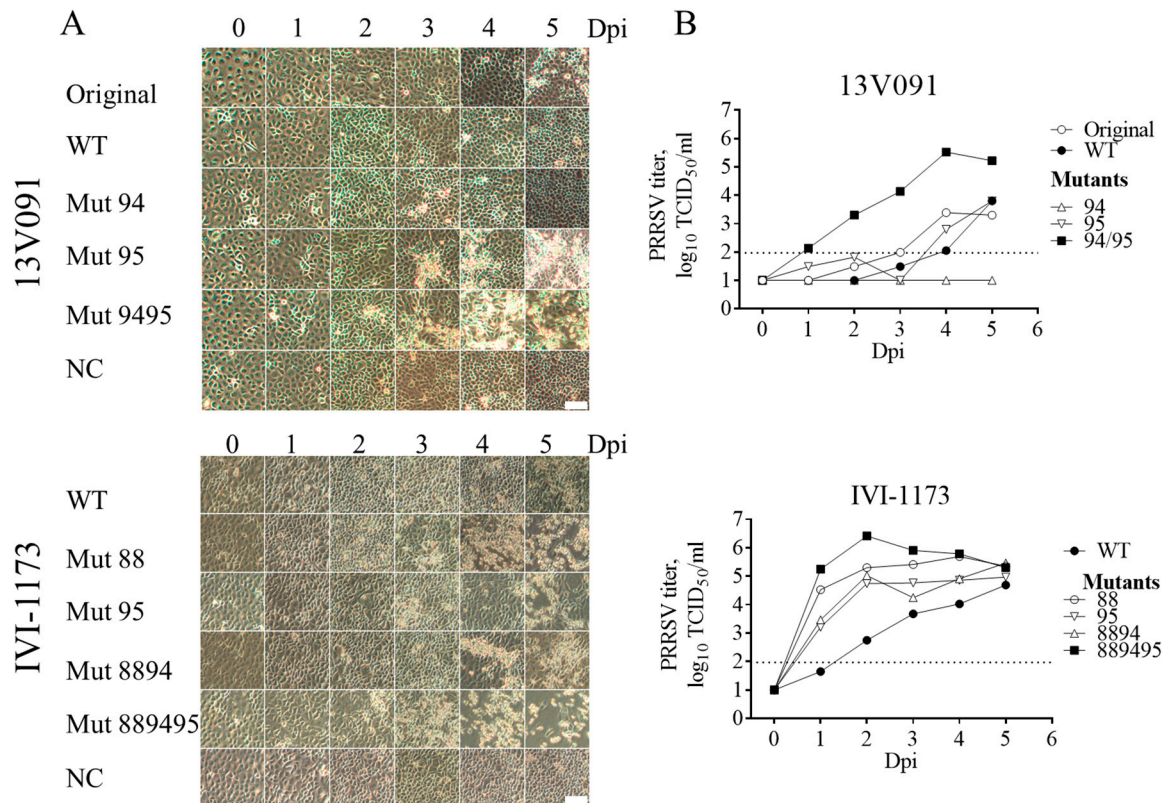 A
0 1 2 3 4 5 Dpi
13V091
Original
WT
Mut 94
Mut 95
Mut 9495
NC
0 1 2 3 4 5 Dpi
IVI-1173
WT
Mut 88
Mut 95
Mut 8894
Mut 889495
NC
B
13V091
PRRSV titer,
log10 TCID50/ml
7
6
5
4
3
2
1
0
0 1 2 3 4 5 6
Dpi
Original
WT
Mutants
94
95
94/95
IVI-1173
PRRSV titer,
log10 TCID50/ml
7
6
5
4
3
2
1
0
0 1 2 3 4 5 6
Dpi
WT
Mutants
88
95
8894
889495